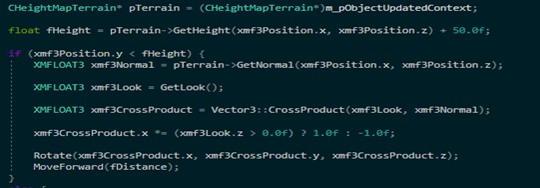 CHeightMapTerrain* pTerrain = (CHeightMapTerrain*)m_pObjectUpdatedContext;
float fHeight = pTerrain->GetHeight(xmf3Position.x, xmf3Position.z) + 50.0f;
if (xmf3Position.y < fHeight) {
XMFLOAT3 xmf3Normal = pTerrain->GetNormal(xmf3Position.x, xmf3Position.z);
XMFLOAT3 xmf3Look = GetLook();
XMFLOAT3 xmf3CrossProduct = Vector3::CrossProduct(xmf3Look, xmf3Normal);
xmf3CrossProduct.x *= (xmf3Look.z > 0.0f) ? 1.0f : -1.0f;
Rotate(xmf3CrossProduct.x, xmf3CrossProduct.y, xmf3CrossProduct.z);
MoveForward(fDistance);
}